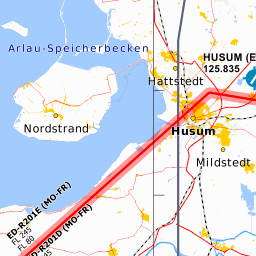 Arlau-Speicherbecken
HUSUM (E
125.835
Hattstedt
Nordstrand
Husum
Mildstedt
ED-R201E (MO-FR)
FL 245
FL 80
ED-R201D (MO-FR)